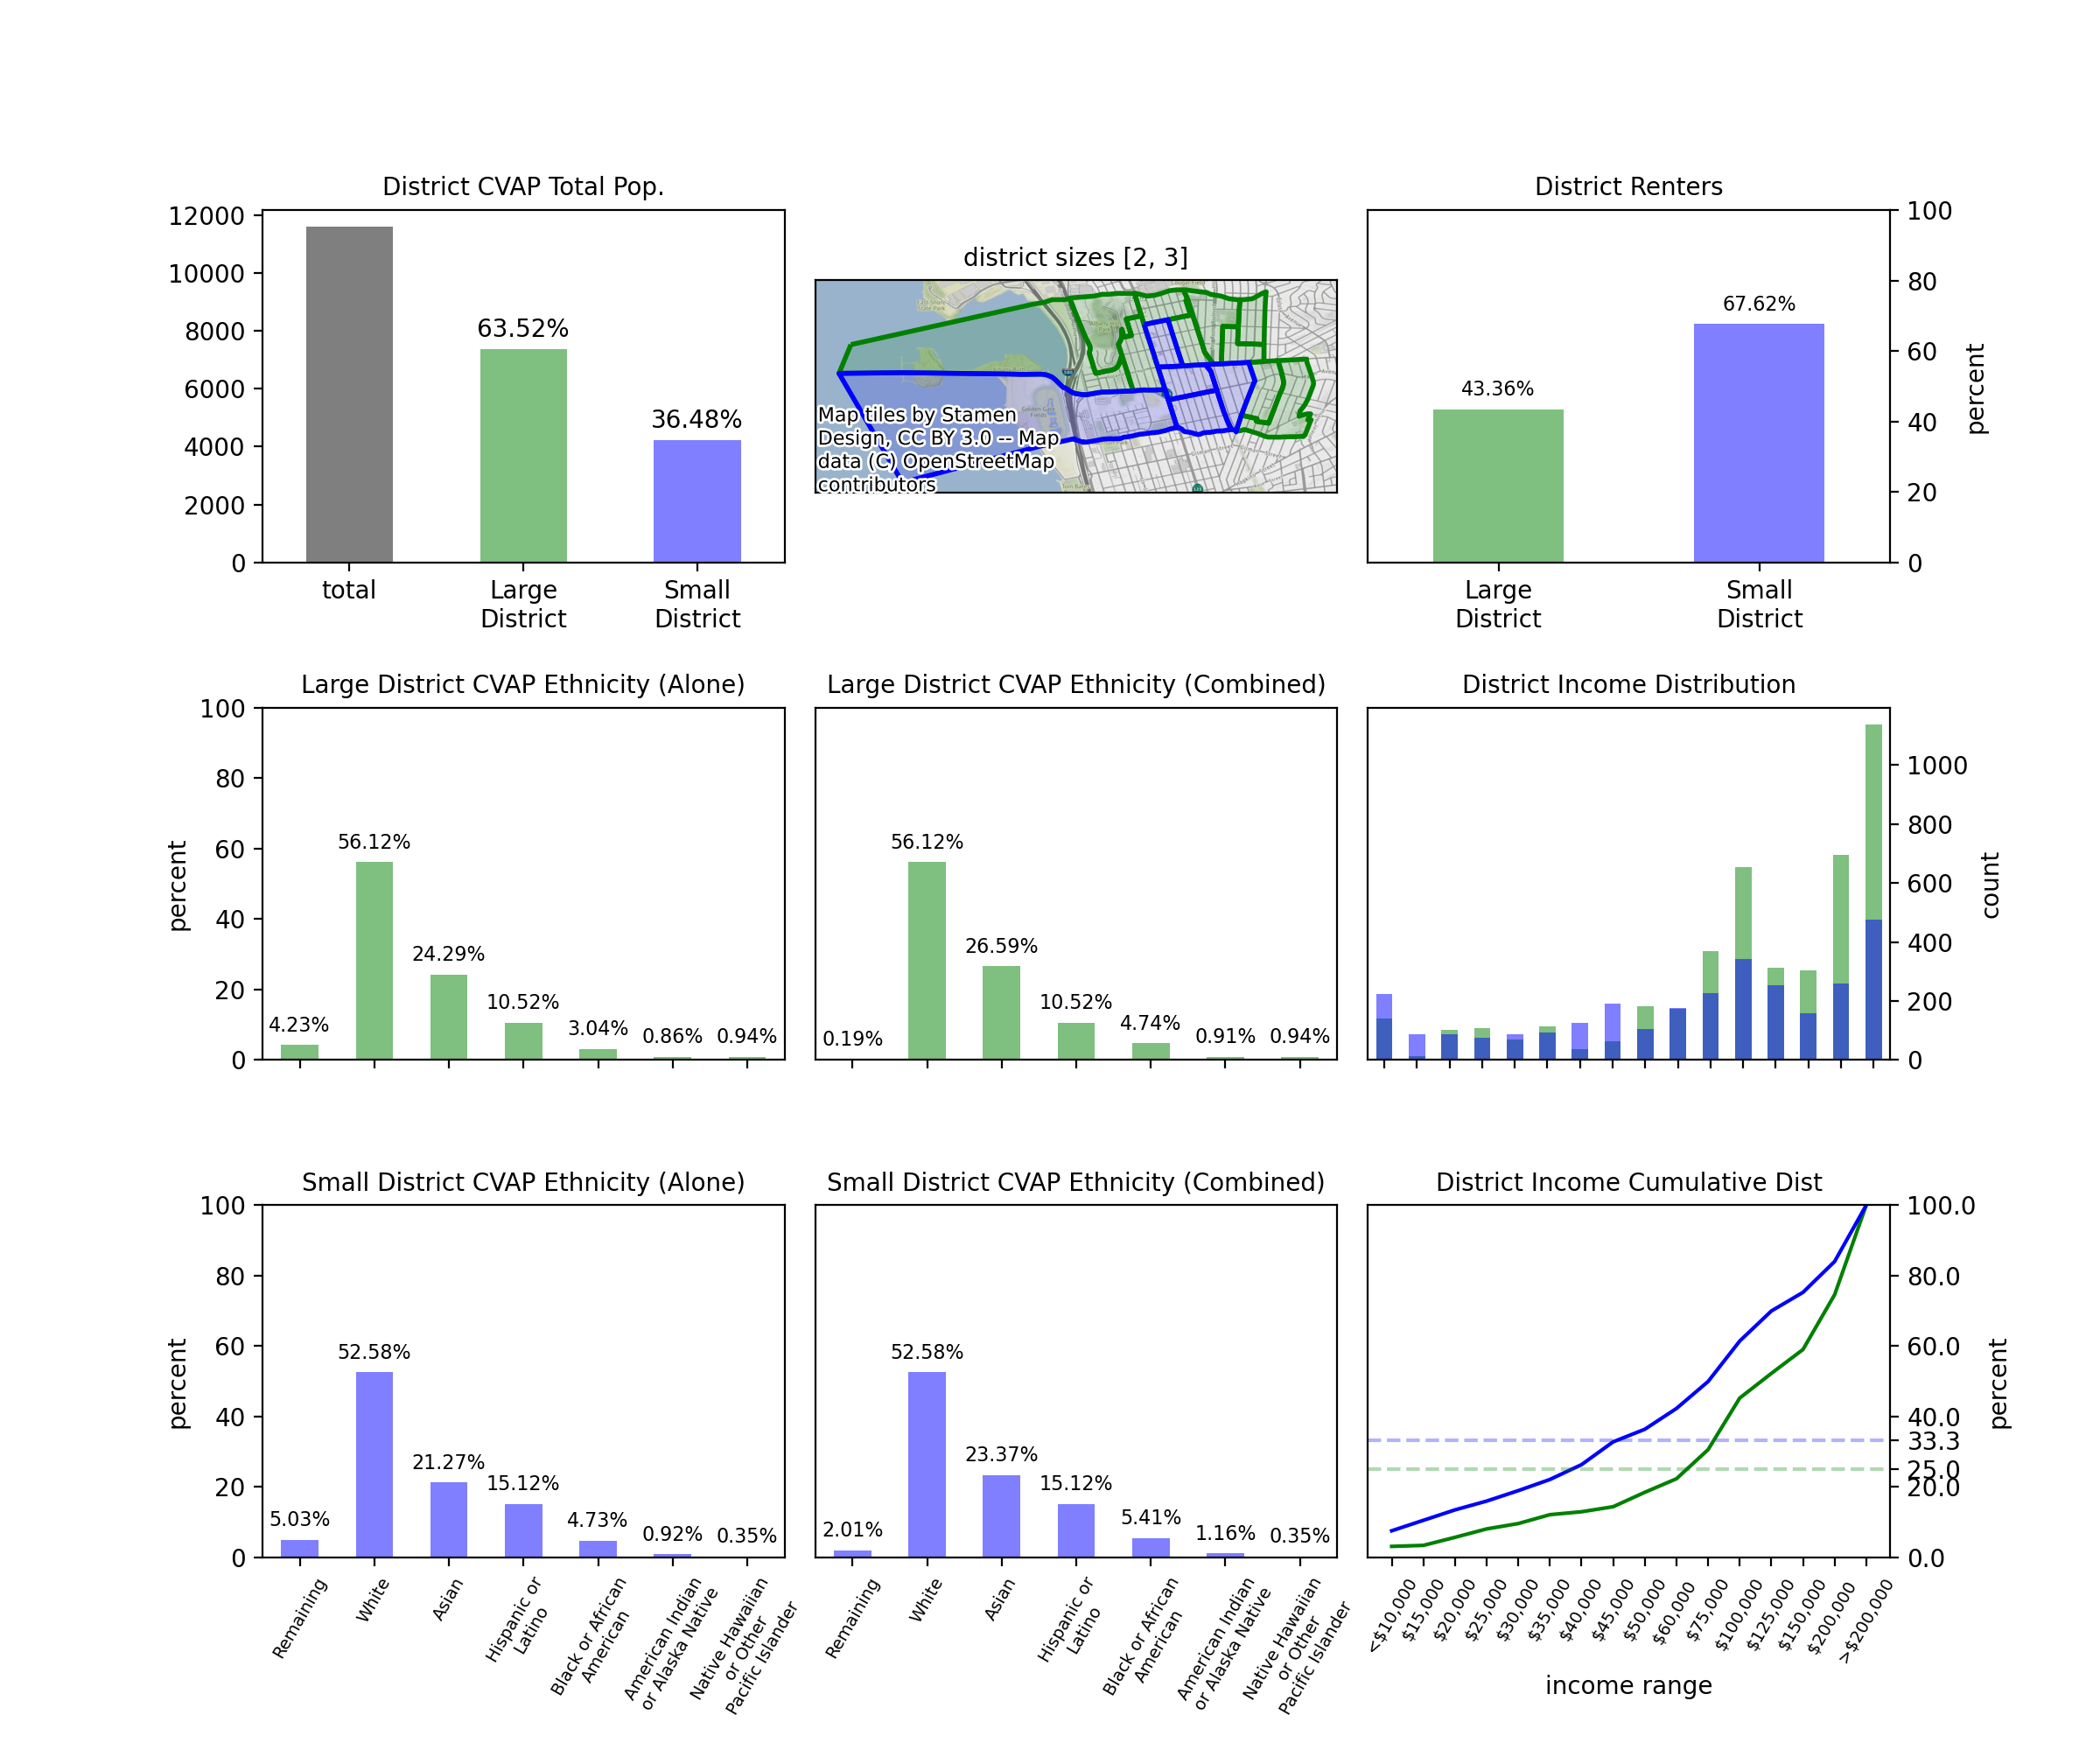 District CVAP Total Pop.
12000
10000
8000
6000
4000
2000
0
63.52%
36.48%
total
Large
District
Small
District
district sizes [2, 3]
Map tiles by Stamen
Design, CC BY 3.0 -- Map
data (C) OpenStreetMap
contributors
District Renters
43.36%
67.62%
100
80
60
40
20
0
percent
Large
District
Small
District
Large District CVAP Ethnicity (Alone)
percent
100
80
60
40
20
0
4.23%
56.12%
24.29%
10.52%
3.04%
0.86%
0.94%
Large District CVAP Ethnicity (Combined)
0.19%
56.12%
26.59%
10.52%
4.74%
0.91%
0.94%
District Income Distribution
1000
800
600
400
200
0
count
Small District CVAP Ethnicity (Alone)
percent
100
80
60
40
20
0
5.03%
52.58%
21.27%
15.12%
4.73%
0.92%
0.35%
Remaining
White
Asian
Hispanic or
Latino
Black or African
American
American Indian
or Alaska Native
Native Hawaiian
or Other
Pacific Islander
Small District CVAP Ethnicity (Combined)
2.01%
52.58%
23.37%
15.12%
5.41%
1.16%
0.35%
Remaining
White
Asian
Hispanic or
Latino
Black or African
American
American Indian
or Alaska Native
Native Hawaiian
or Other
Pacific Islander
District Income Cumulative Dist
100.0
80.0
60.0
40.0
33.3
25.0
20.0
0.0
percent
<$10,000
$15,000
$20,000
$25,000
$30,000
$35,000
$40,000
$45,000
$50,000
$60,000
$75,000
$100,000
$125,000
$150,000
$200,000
>$200,000
income range